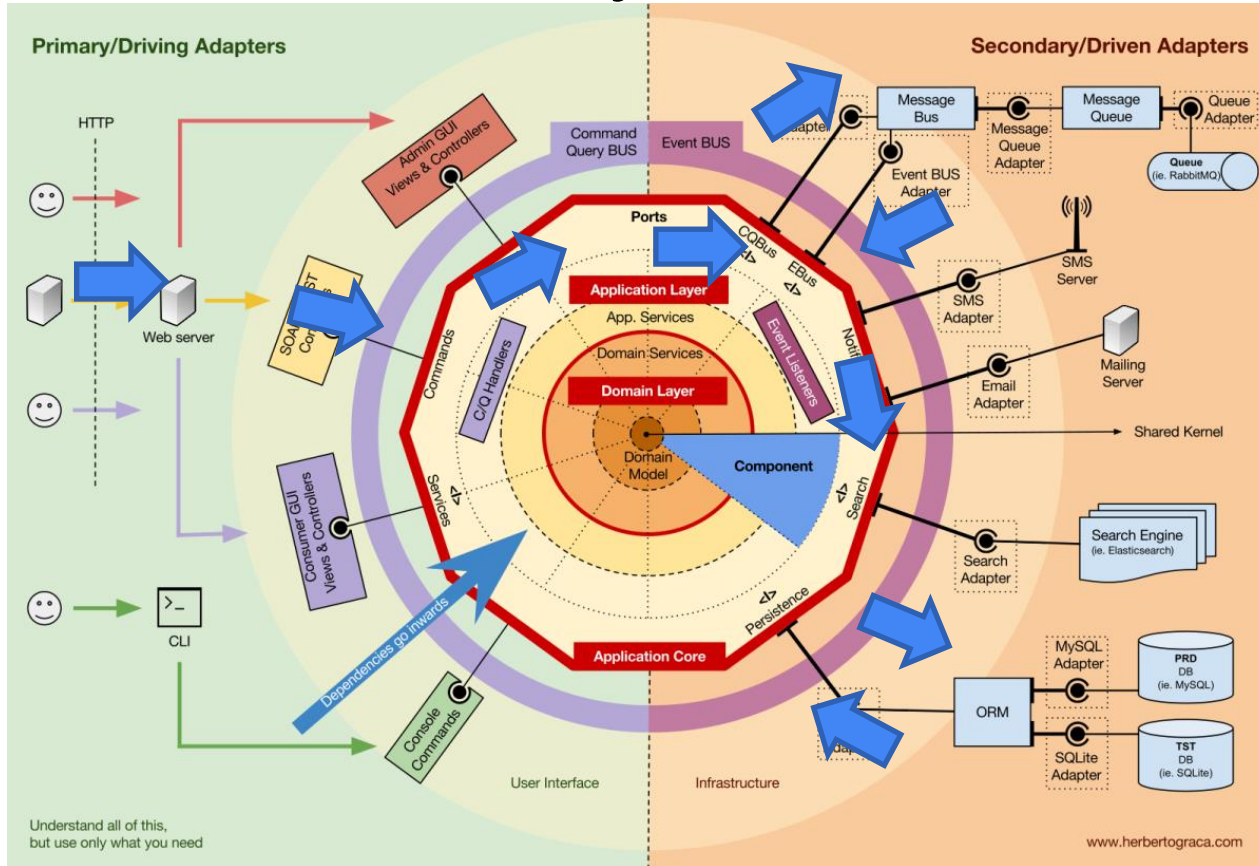 Primary/Driving Adapters
Secondary/Driven Adapters
HTTP
Web server
CLI
Admin GUI
Views & Controllers
SOA
ST
Consumer GUI
Views & Controllers
Console
Commands
Command
Query BUS
Event BUS
Ports
Commands
Services
C/Q Handlers
Application Layer
App. Services
Domain Services
Domain Layer
Domain
Model
Component
Event Listeners
CQBus
</>
EBus
</>
Search
</>
Persistence
</>
</>
Application Core
Dependencies go inwards
User Interface
Infrastructure
Message
Bus
Message
Queue
Adapter
Message
Queue
Queue
Adapter
Queue
(ie. RabbitMQ)
Event BUS
Adapter
SMS
Server
SMS
Adapter
Mailing
Server
Email
Adapter
Shared Kernel
Search Engine
(ie. Elasticsearch)
Search
Adapter
MySQL
Adapter
PRD
DB
(ie. MySQL)
ORM
SQLite
Adapter
TST
DB
(ie. SQLite)
Understand all of this,
but use only what you need
www.herbertograca.com